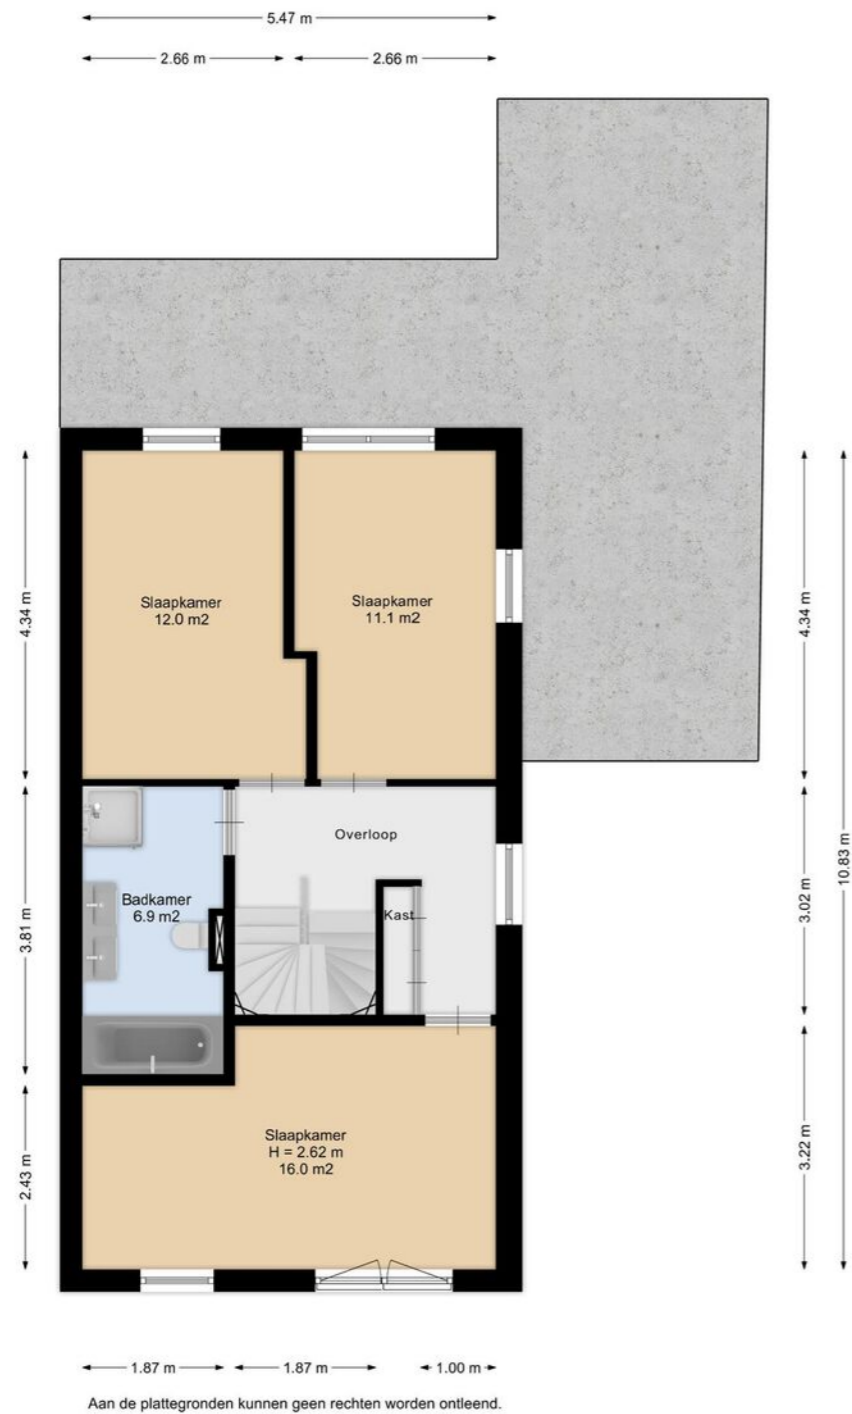 5.47 m
2.66 m
2.66 m
4.34 m
4.34 m
Slaapkamer
12.0 m2
Slaapkamer
11.1 m2
Overloop
Badkamer
6.9 m2
Kast
3.81 m
3.02 m
10.83 m
Slaapkamer
H = 2.62 m
16.0 m2
2.43 m
3.22 m
1.87 m
1.87 m
1.00 m
Aan de plattegronden kunnen geen rechten worden ontleend.